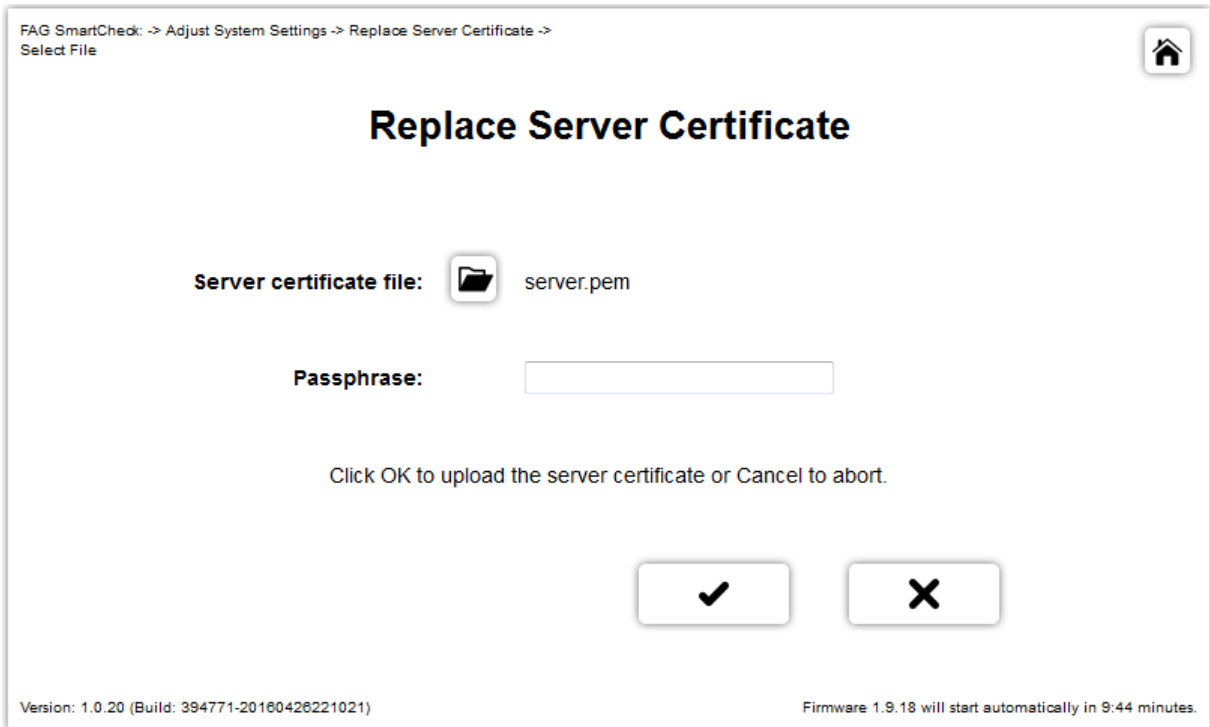 FAG SmartCheck: -> Adjust System Settings -> Replace Server Certificate ->
Select File
Replace Server Certificate
Server certificate file: server.pem
Passphrase:
Click OK to upload the server certificate or Cancel to abort.
Version: 1.0.20 (Build: 394771-20160426221021) Firmware 1.9.18 will start automatically in 9:44 minutes.